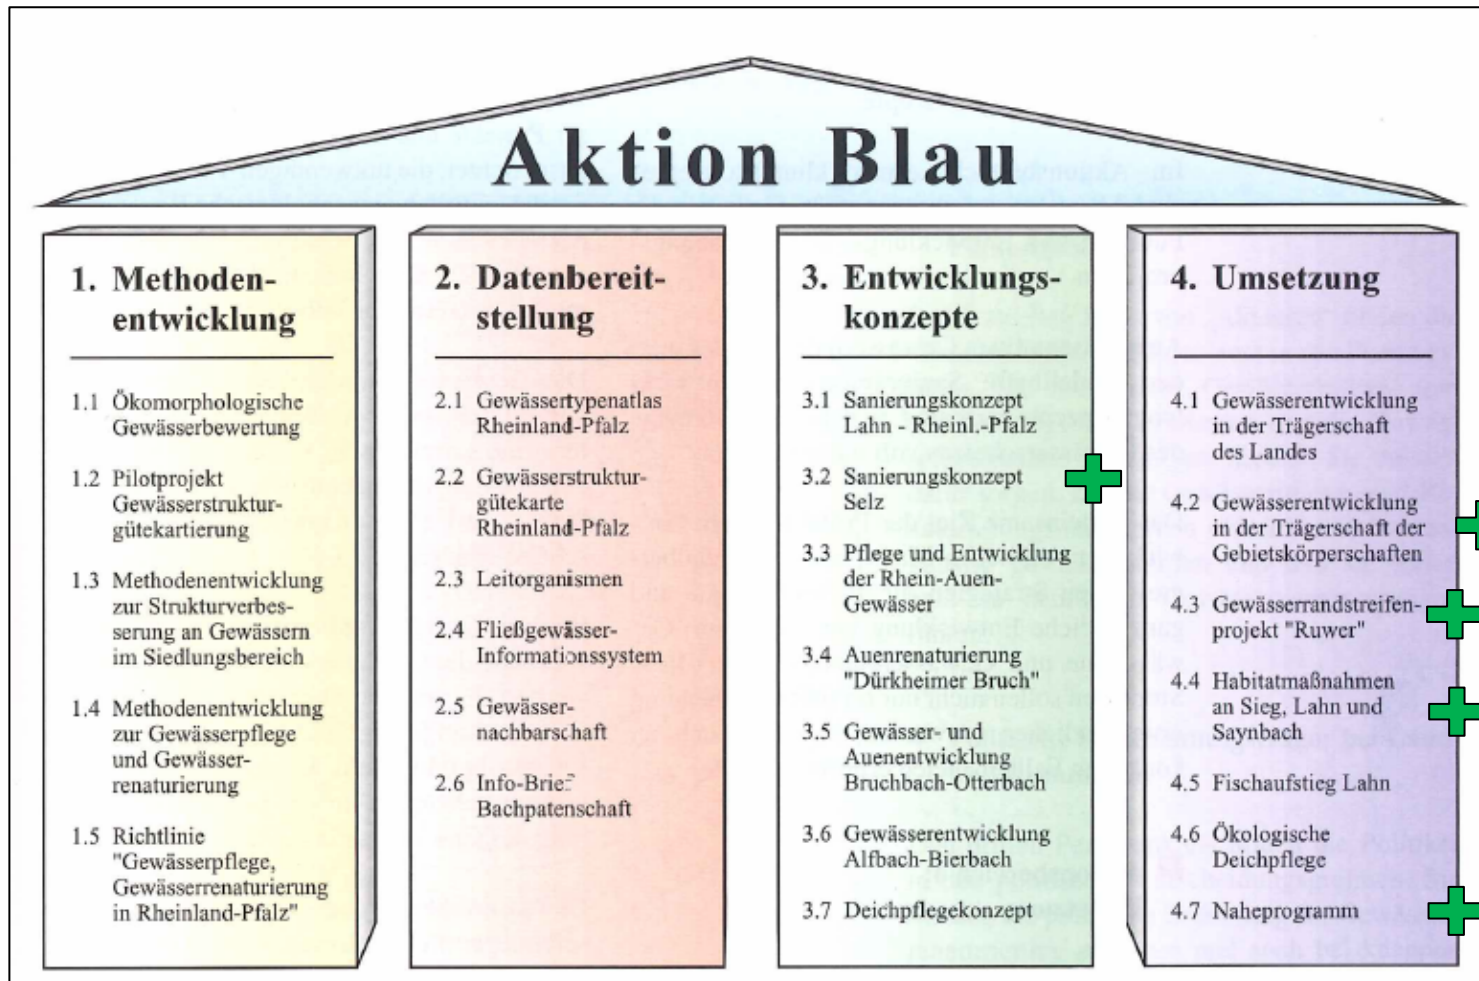 Aktion Blau
1. Methoden-
entwicklung
1.1 Ökomorphologische
Gewässerbewertung
1.2 Pilotprojekt
Gewässerstruktur-
gütekartierung
1.3 Methodenentwicklung
zur Strukturverbes-
serung an Gewässern
im Siedlungsbereich
1.4 Methodenentwicklung
zur Gewässerpflege
und Gewässer-
renaturierung
1.5 Richtlinie
"Gewässerpflege,
Gewässerrenaturierung
in Rheinland-Pfalz"
2. Datenbereit-
stellung
2.1 Gewässertypenatlas
Rheinland-Pfalz
2.2 Gewässerstruktur-
gütekarte
Rheinland-Pfalz
2.3 Leitorganismen
2.4 Fließgewässer-
Informationssystem
2.5 Gewässer-
nachbarschaft
2.6 Info-Brief
Bachpatenschaft
3. Entwicklungs-
konzepte
3.1 Sanierungskonzept
Lahn - Rheinl.-Pfalz
3.2 Sanierungskonzept
Selz
3.3 Pflege und Entwicklung
der Rhein-Auen-
Gewässer
3.4 Auenrenaturierung
"Dürkheimer Bruch"
3.5 Gewässer- und
Auenentwicklung
Bruchbach-Otterbach
3.6 Gewässerentwicklung
Alfbach-Bierbach
3.7 Deichpflegekonzept
4. Umsetzung
4.1 Gewässerentwicklung
in der Trägerschaft
des Landes
4.2 Gewässerentwicklung
in der Trägerschaft der
Gebietskörperschaften
4.3 Gewässerrandstreifen-
projekt "Ruwer"
4.4 Habitatmaßnahmen
an Sieg, Lahn und
Saynbach
4.5 Fischaufstieg Lahn
4.6 Ökologische
Deichpflege
4.7 Naheprogramm